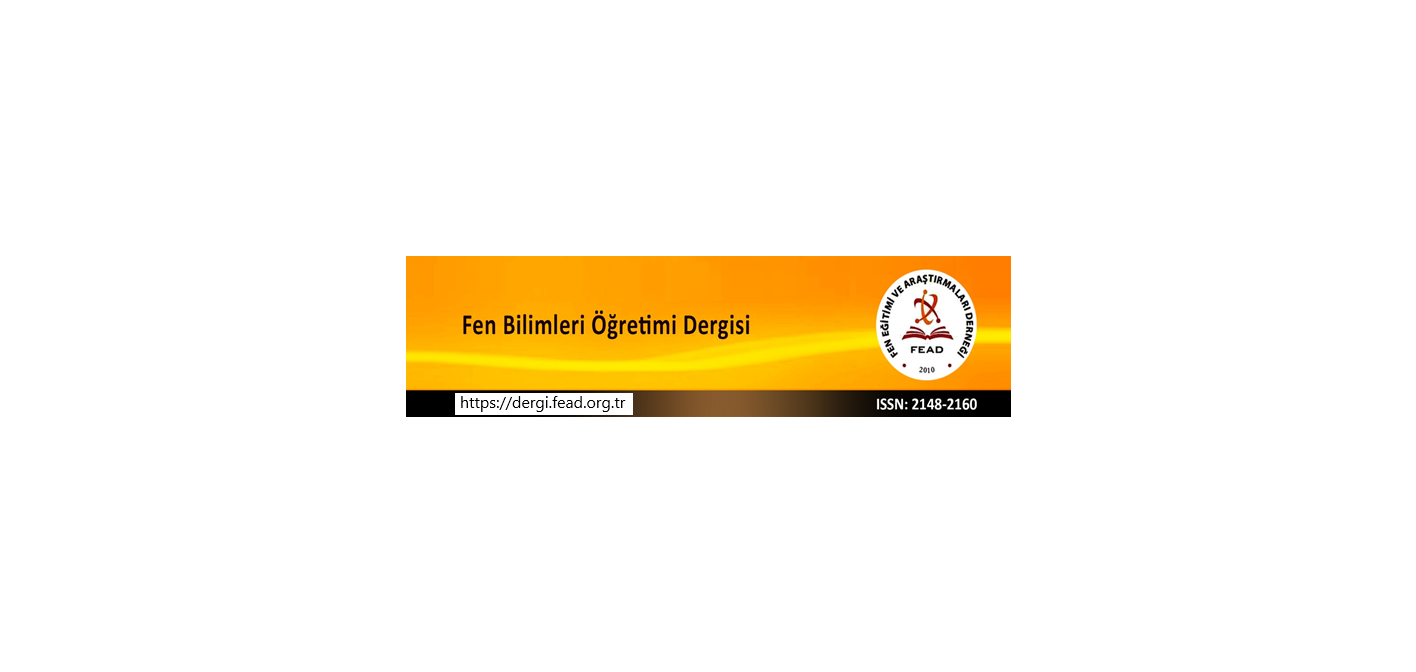 Fen Bilimleri Öğretimi Dergisi
FEN EĞİTİMİ VE ARAŞTIRMALARI DERNEĞİ
FEAD
2010
https://dergi.fead.org.tr
ISSN: 2148-2160